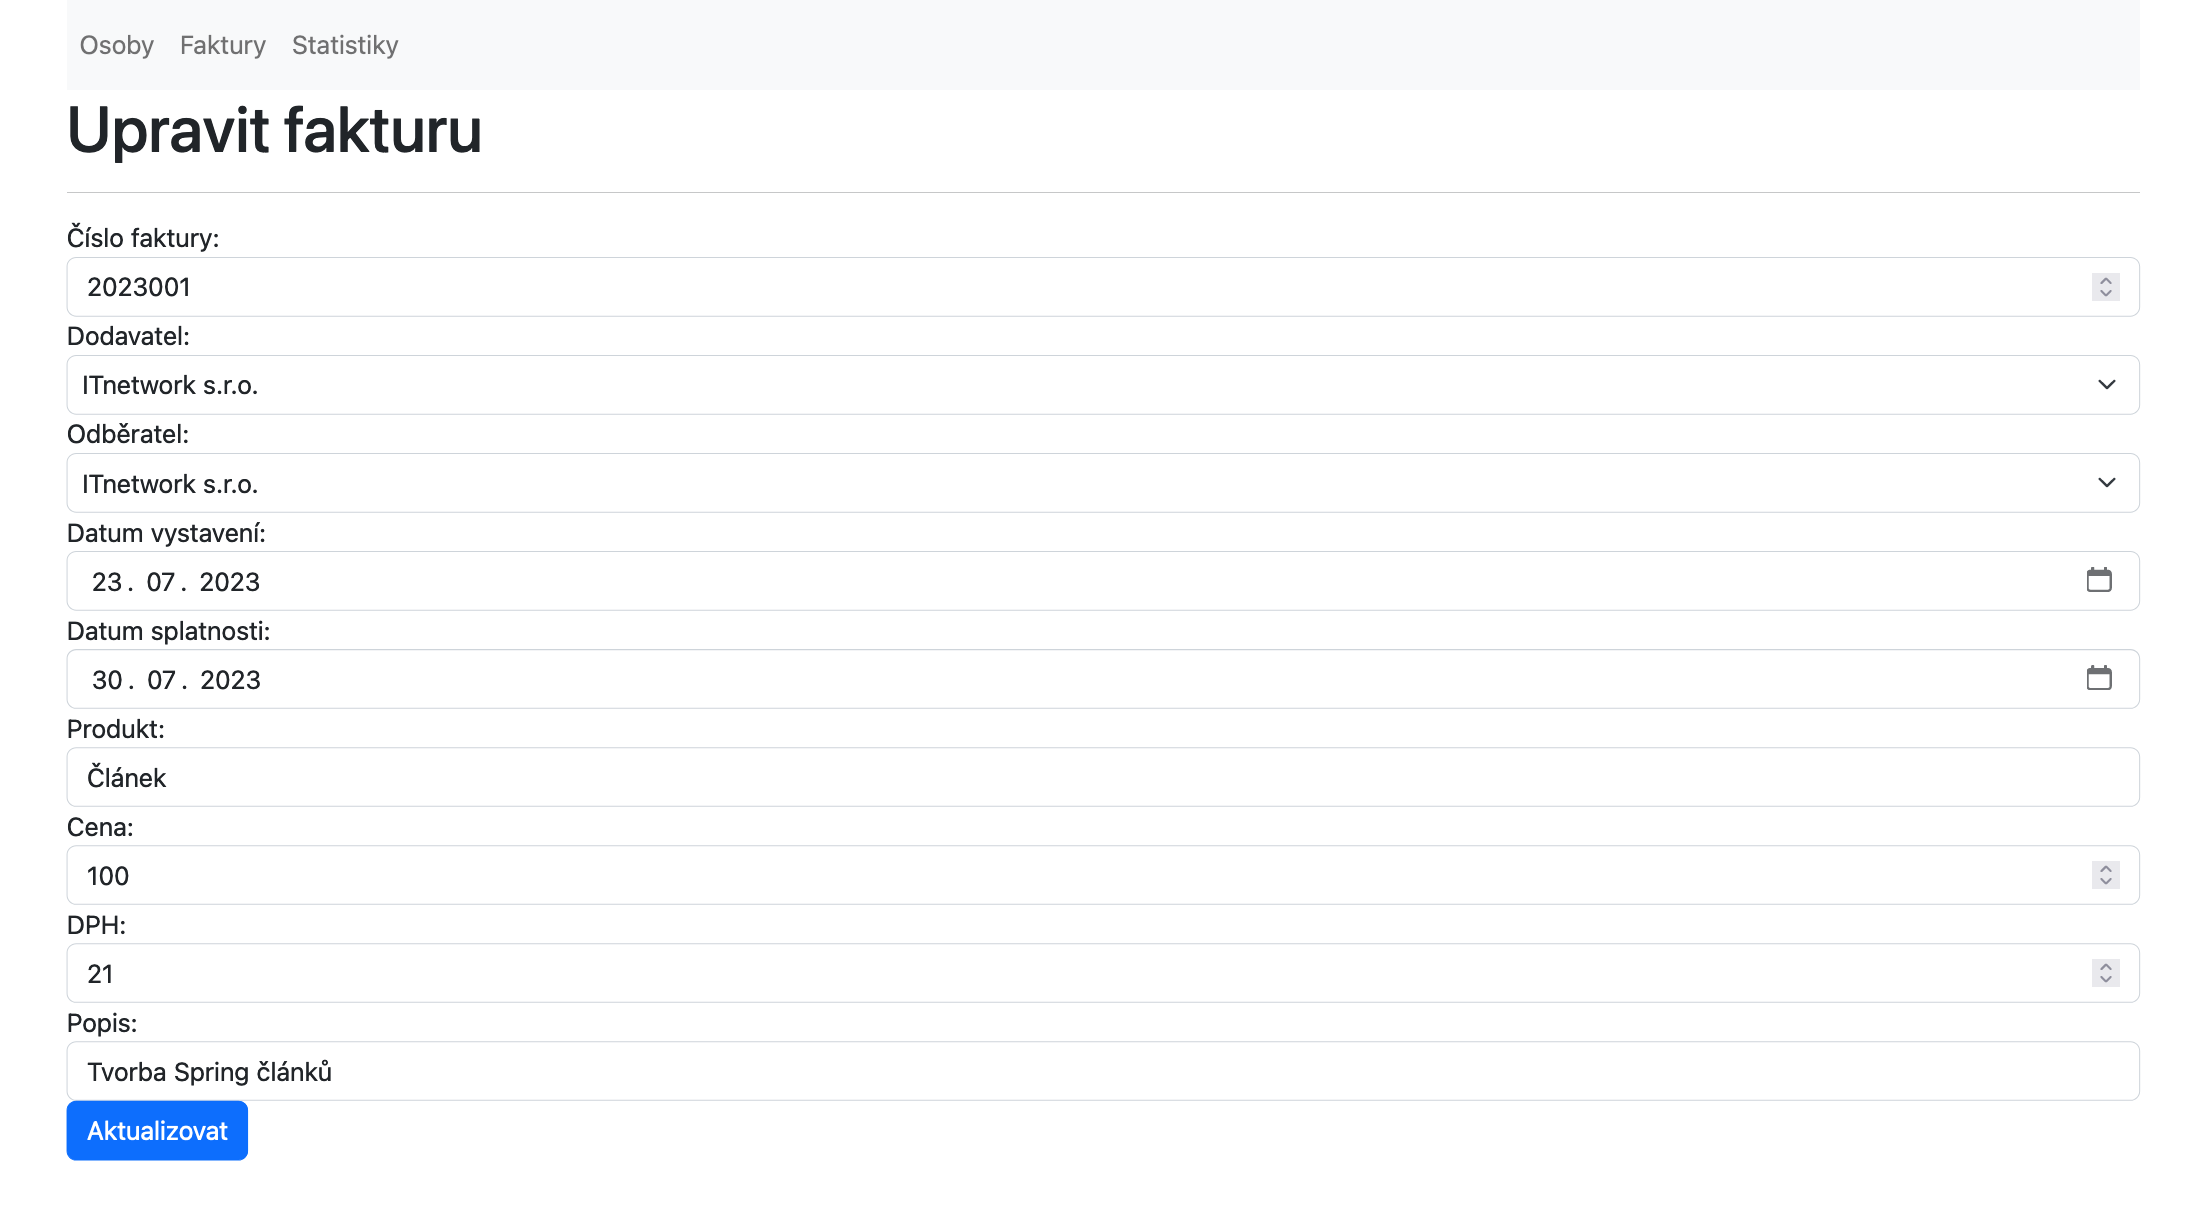 Osoby Faktury Statistiky
Upravit fakturu
Číslo faktury:
2023001
Dodavatel:
ITnetwork s.r.o.
Odběratel:
ITnetwork s.r.o.
Datum vystavení:
23. 07. 2023
Datum splatnosti:
30. 07. 2023
Produkt:
Článek
Cena:
100
DPH:
21
Popis:
Tvorba Spring článků
Aktualizovat